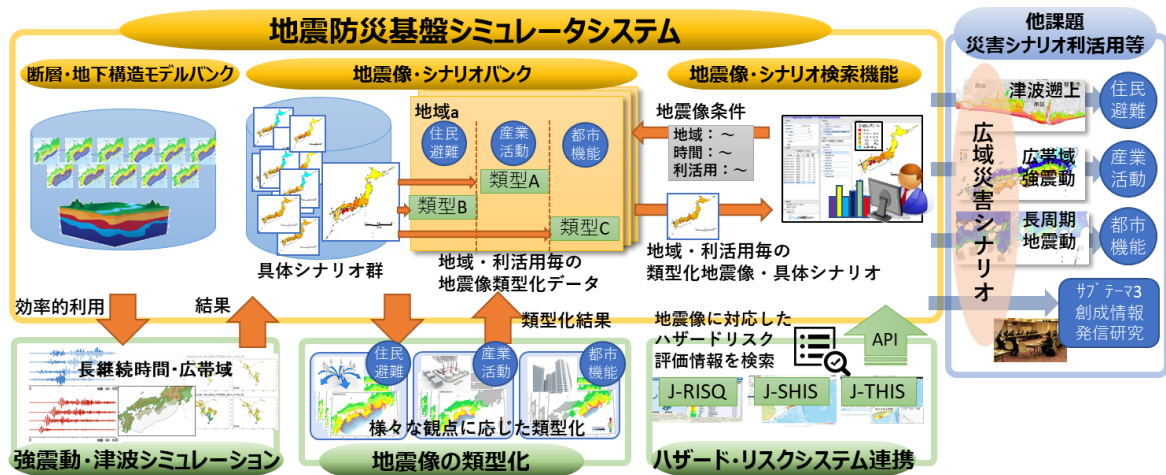 地震防災基盤シミュレータシステム
断層・地下構造モデルバンク
地震像・シナリオバンク
地震像・シナリオ検索機能
地域a
住民
避難
産業
活動
都市
機能
類型A
類型B
類型C
具体シナリオ群
地域・利活用毎の
地震像類型化データ
地震像条件
地域：～
時間：～
利活用：～
地域・利活用毎の
類型化地震像・具体シナリオ
効率的利用
結果
類型化結果
地震像に対応した
ハザードリスク
評価情報を検索
API
J-RISQ
J-SHIS
J-THIS
長継続時間・広帯域
強震動・津波シミュレーション
住民
避難
産業
活動
都市
機能
様々な観点に応じた類型化
地震像の類型化
ハザード・リスクシステム連携
他課題
災害シナリオ利活用等
広域災害シナリオ
津波遡上
住民
避難
広帯域
強震動
産業
活動
長周期
地震動
都市
機能
ｻﾌﾞﾃｰﾏ3
創成情報
発信研究